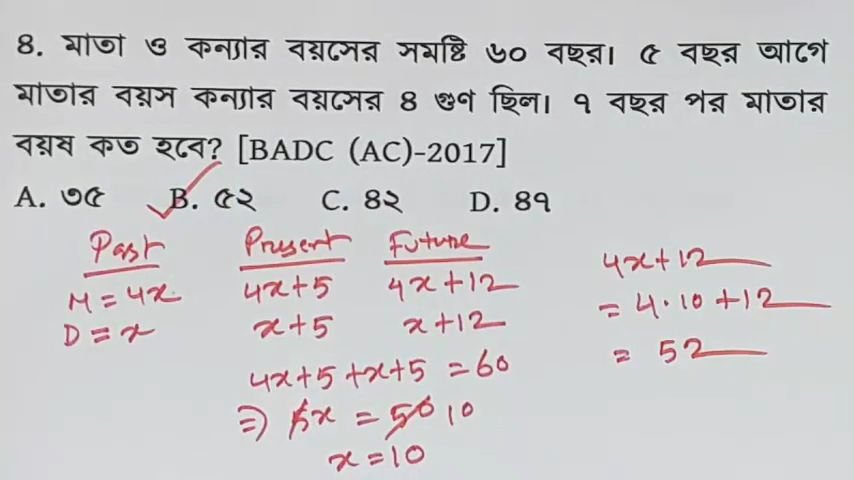 8. মাতা ও কন্যার বয়সের সমষ্টি ৬০ বছর। ৫ বছর আগে
মাতার বয়স কন্যার বয়সের ৪ গুণ ছিল। ৭ বছর পর মাতার
বয়ষ কত হবে? [BADC (AC)-2017]
A. ৩৫ B. ৫২ C. ৪২ D. ৪৭
Past Present Future
M = 4x 4x+5 4x+12
D = x x+5 x+12
4x+5+x+5 = 60
⇒ 5x = 50 10
x = 10
4x+12
= 4·10+12
= 52